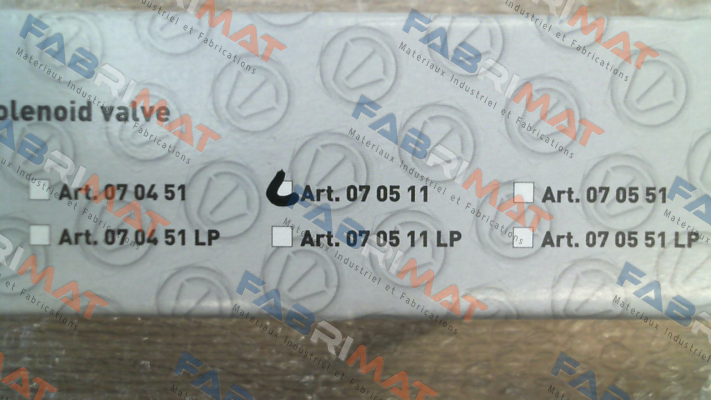 olenoid valve
Art. 07 04 51
Art. 07 05 11
Art. 07 05 51
Art. 07 04 51 LP
Art. 07 05 11 LP
Art. 07 05 51 LP
FABRIMAT
Materiaux Industriel et Fabrications